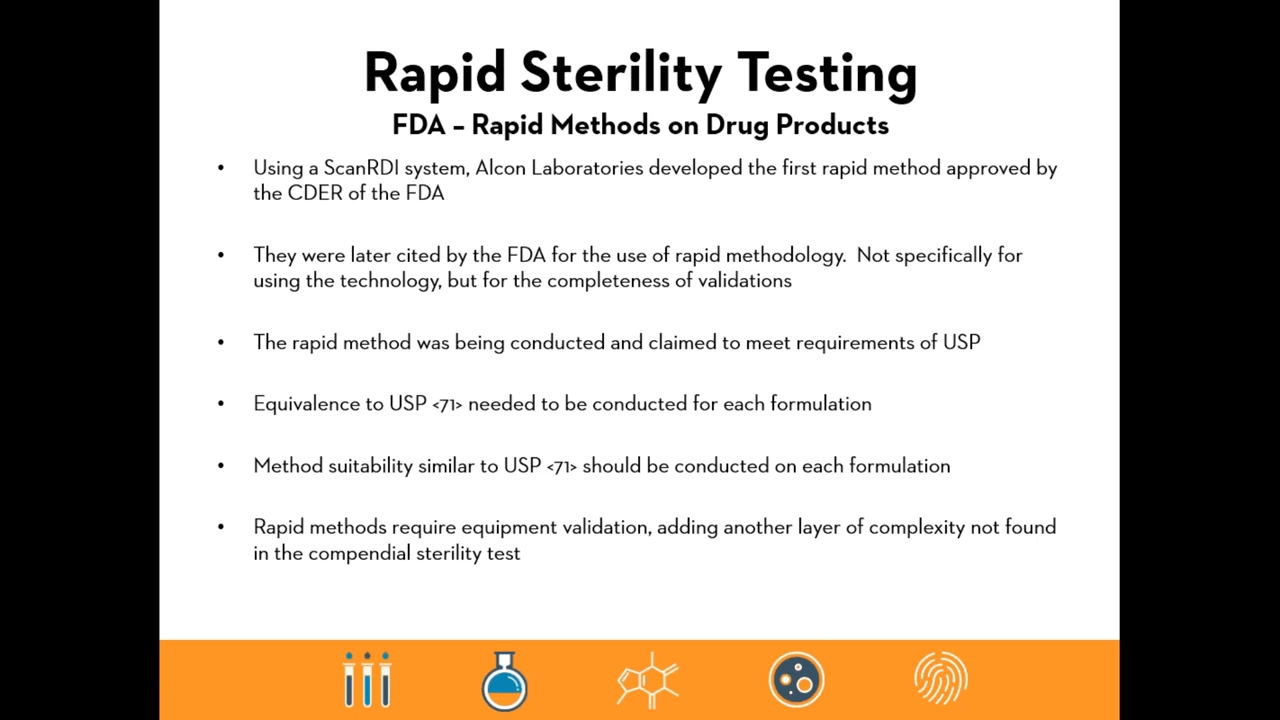 Rapid Sterility Testing
FDA – Rapid Methods on Drug Products
• Using a ScanRDI system, Alcon Laboratories developed the first rapid method approved by
the CDER of the FDA
• They were later cited by the FDA for the use of rapid methodology.  Not specifically for
using the technology, but for the completeness of validations
• The rapid method was being conducted and claimed to meet requirements of USP
• Equivalence to USP <71> needed to be conducted for each formulation
• Method suitability similar to USP <71> should be conducted on each formulation
• Rapid methods require equipment validation, adding another layer of complexity not found
in the compendial sterility test